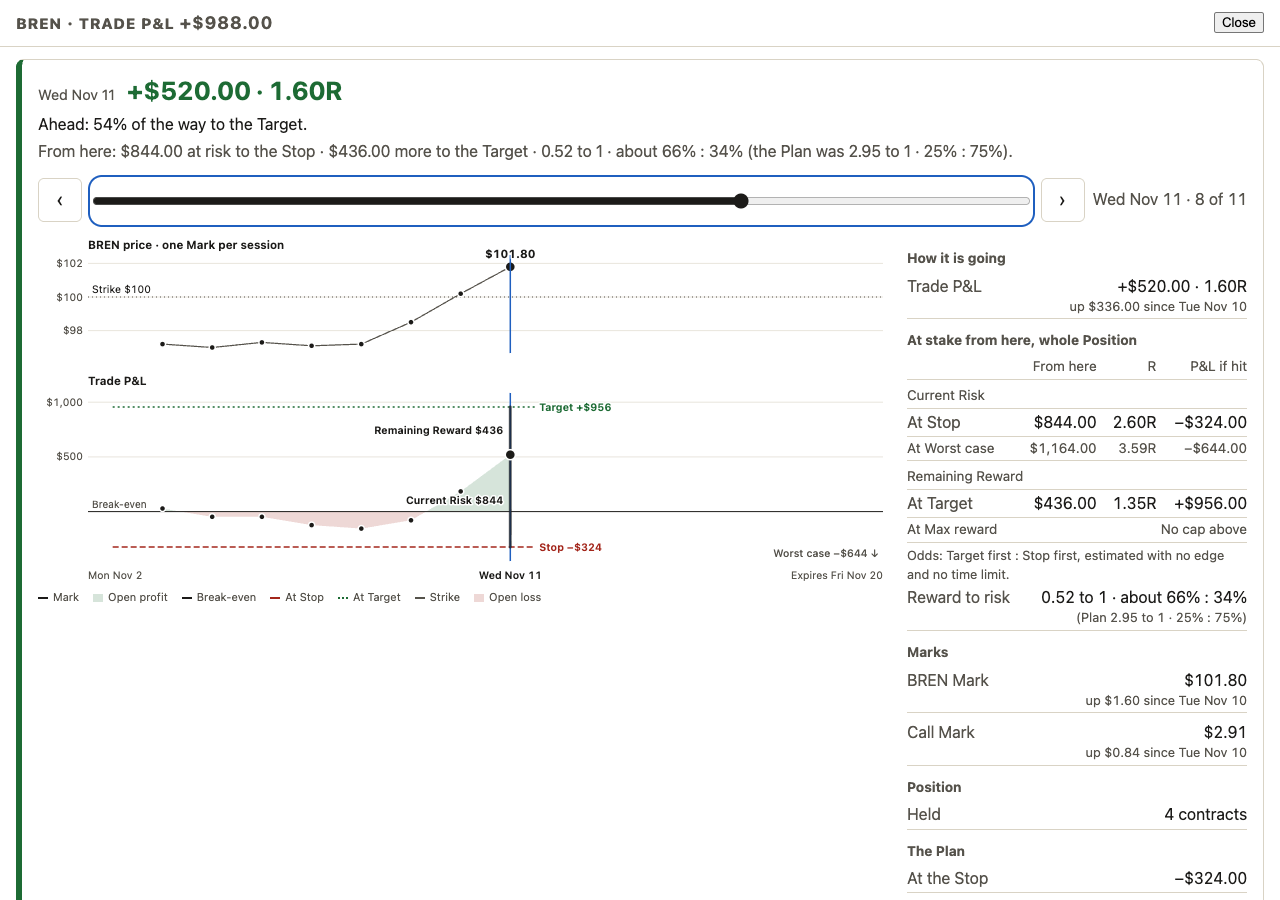 BREN · TRADE P&L +$988.00
Close
Wed Nov 11 +$520.00 · 1.60R
Ahead: 54% of the way to the Target.
From here: $844.00 at risk to the Stop · $436.00 more to the Target · 0.52 to 1 · about 66% : 34% (the Plan was 2.95 to 1 · 25% : 75%).
‹
›
Wed Nov 11 · 8 of 11
BREN price · one Mark per session
$101.80
$102
Strike $100
$100
$98
Trade P&L
$1,000
Target +$956
Remaining Reward $436
$500
Current Risk $844
Break-even
Stop −$324
Worst case −$644 ↓
Mon Nov 2
Wed Nov 11
Expires Fri Nov 20
Mark
Open profit
Break-even
At Stop
At Target
Strike
Open loss
How it is going
Trade P&L +$520.00 · 1.60R
up $336.00 since Tue Nov 10
At stake from here, whole Position
From here R P&L if hit
Current Risk
At Stop $844.00 2.60R −$324.00
At Worst case $1,164.00 3.59R −$644.00
Remaining Reward
At Target $436.00 1.35R +$956.00
At Max reward No cap above
Odds: Target first : Stop first, estimated with no edge
and no time limit.
Reward to risk 0.52 to 1 · about 66% : 34%
(Plan 2.95 to 1 · 25% : 75%)
Marks
BREN Mark $101.80
up $1.60 since Tue Nov 10
Call Mark $2.91
up $0.84 since Tue Nov 10
Position
Held 4 contracts
The Plan
At the Stop −$324.00